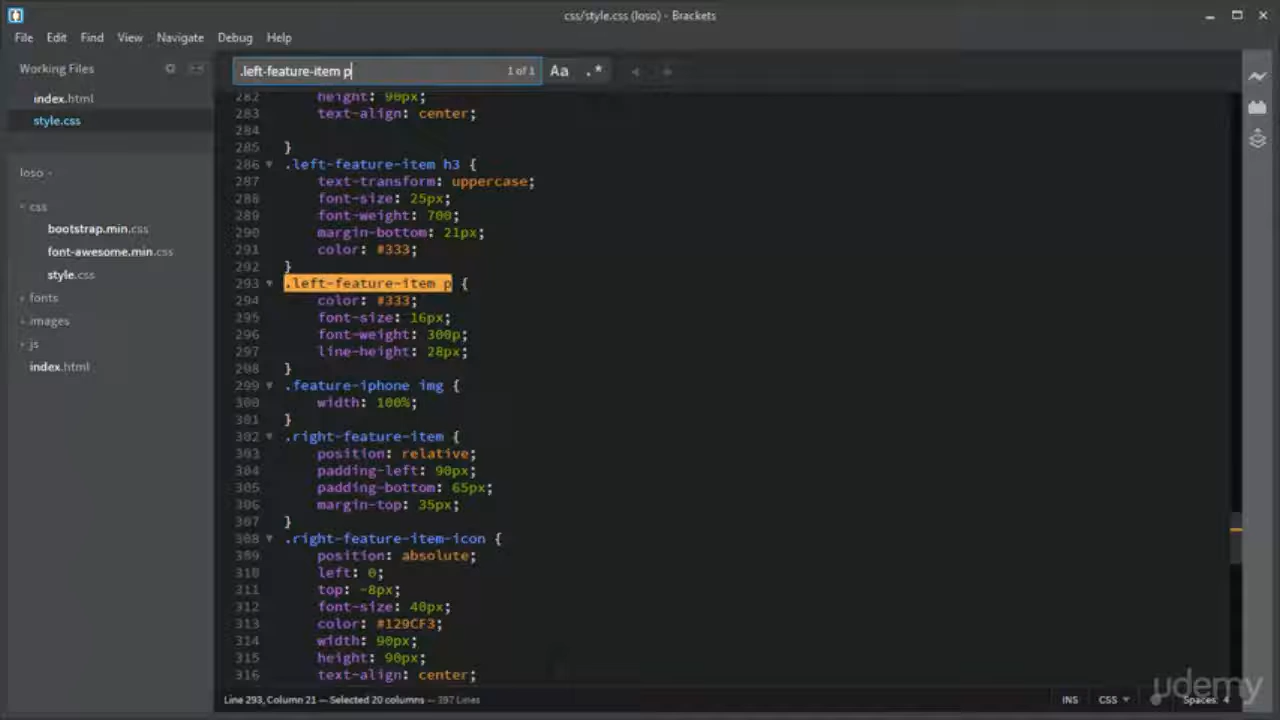 css/style.css (loso) - Brackets
File Edit Find View Navigate Debug Help
Working Files
index.html
style.css
loso
css
bootstrap.min.css
font-awesome.min.css
style.css
fonts
images
js
index.html
.left-feature-item p 1 of 1 Aa .*
282 height: 90px;
283 text-align: center;
284
285 }
286 .left-feature-item h3 {
287 text-transform: uppercase;
288 font-size: 25px;
289 font-weight: 700;
290 margin-bottom: 21px;
291 color: #333;
292 }
293 .left-feature-item p {
294 color: #333;
295 font-size: 16px;
296 font-weight: 300p;
297 line-height: 28px;
298 }
299 .feature-iphone img {
300 width: 100%;
301 }
302 .right-feature-item {
303 position: relative;
304 padding-left: 90px;
305 padding-bottom: 65px;
306 margin-top: 35px;
307 }
308 .right-feature-item-icon {
309 position: absolute;
310 left: 0;
311 top: -8px;
312 font-size: 40px;
313 color: #129CF3;
314 width: 90px;
315 height: 90px;
316 text-align: center;
Line 293, Column 21 — Selected 20 columns — 397 Lines
INS CSS Spaces: 4
udemy